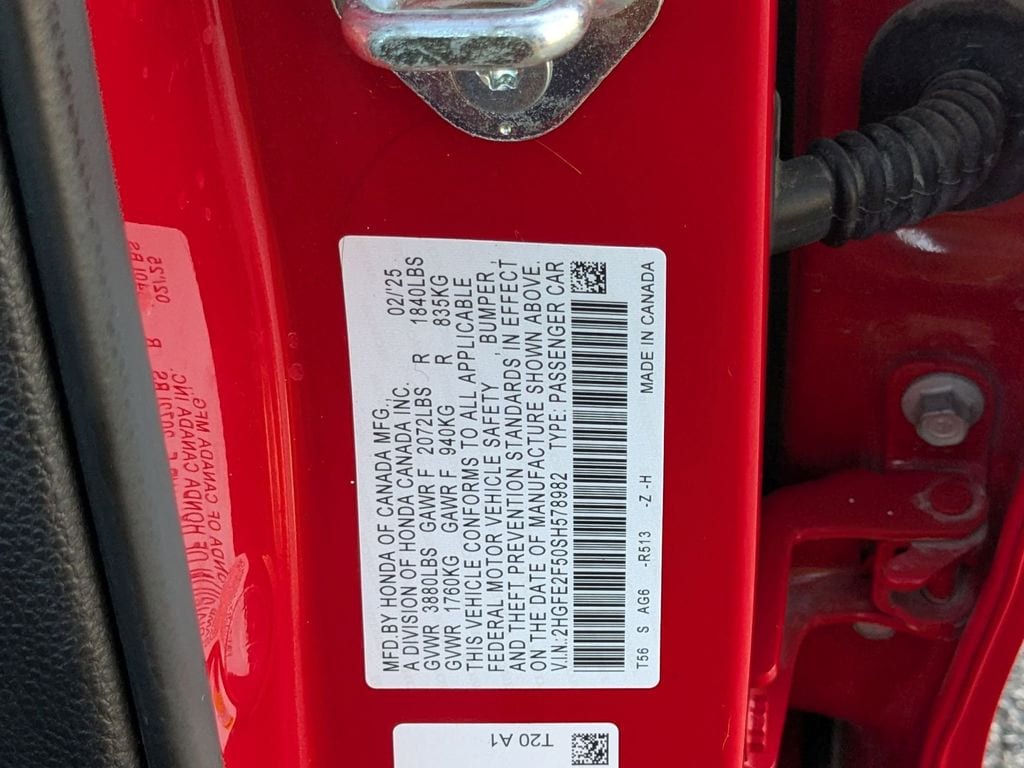 MFD.BY HONDA OF CANADA MFG., 02/'25
A DIVISION OF HONDA CANADA INC.
GVWR 3880LBS GAWR F 2072LBS R 1840LBS
GVWR 1760KG GAWR F 940KG R 835KG
THIS VEHICLE CONFORMS TO ALL APPLICABLE
FEDERAL MOTOR VEHICLE SAFETY, BUMPER,
AND THEFT PREVENTION STANDARDS, IN EFFECT
ON THE DATE OF MANUFACTURE SHOWN ABOVE.
V.I.N.:2HGFE2F50SH578982 TYPE: PASSENGER CAR
T56 S AG6 -R513 -Z -H MADE IN CANADA
T20 A1